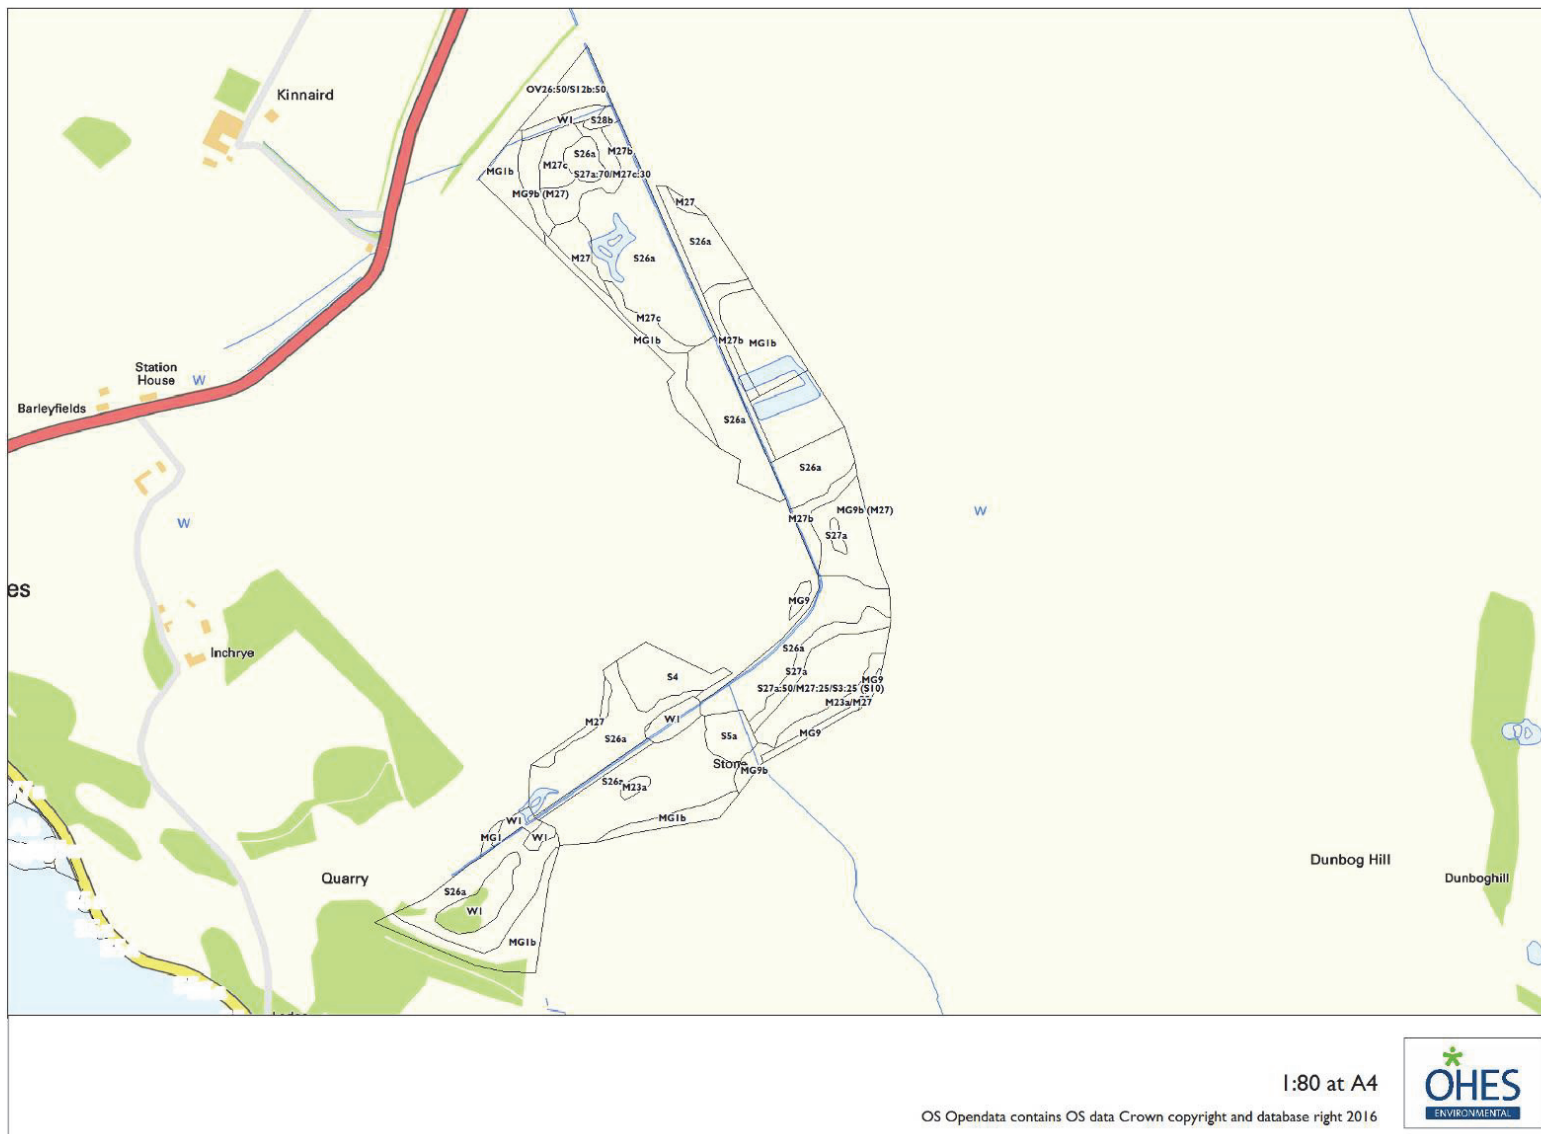 Kinnaird
OV26:50/S12b:50
W1
S28b
S26a
M27b
M27c
S27a:70/M27c:30
MG1b
MG9b (M27)
M27
S26a
M27
S26a
M27c
MG1b
M27b
MG1b
Station
House
W
Barleyfields
S26a
S26a
W
M27b
MG9b (M27)
S27a
W
es
MG9
Inchrye
S26a
S27a
S4
MG9
S27a:50/M27:25/S3:25 (S10)
M23a/M27
M27
W1
S26a
S5a
MG9
Stone
MG9b
S26a
M23a
W1
MG1b
MG1
W1
Quarry
S26a
W1
MG1b
Dunbog Hill
Dunboghill
1:80 at A4
OS Opendata contains OS data Crown copyright and database right 2016
OHES
ENVIRONMENTAL